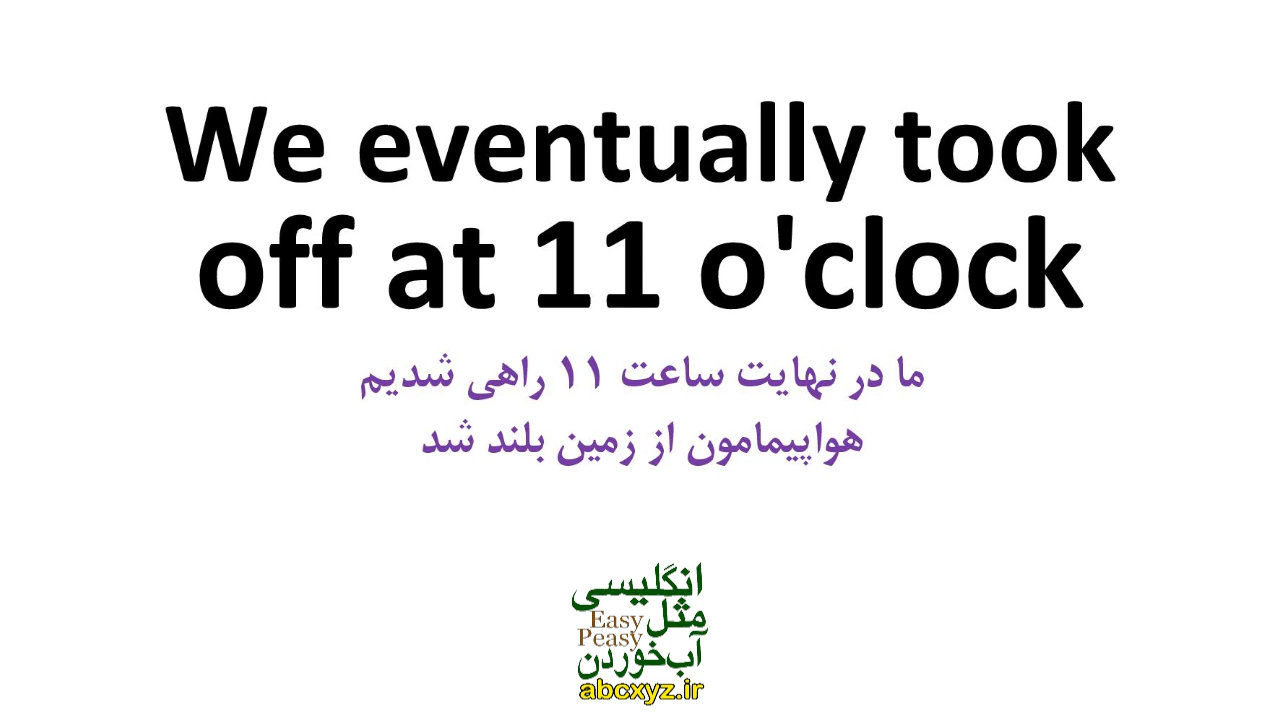 We eventually took
off at 11 o'clock
ما در نهایت ساعت ۱۱ راهی شدیم
هواپیمامون از زمین بلند شد
انگلیسی
مثل
Easy
Peasy
آب‌خوردن
abcxyz.ir